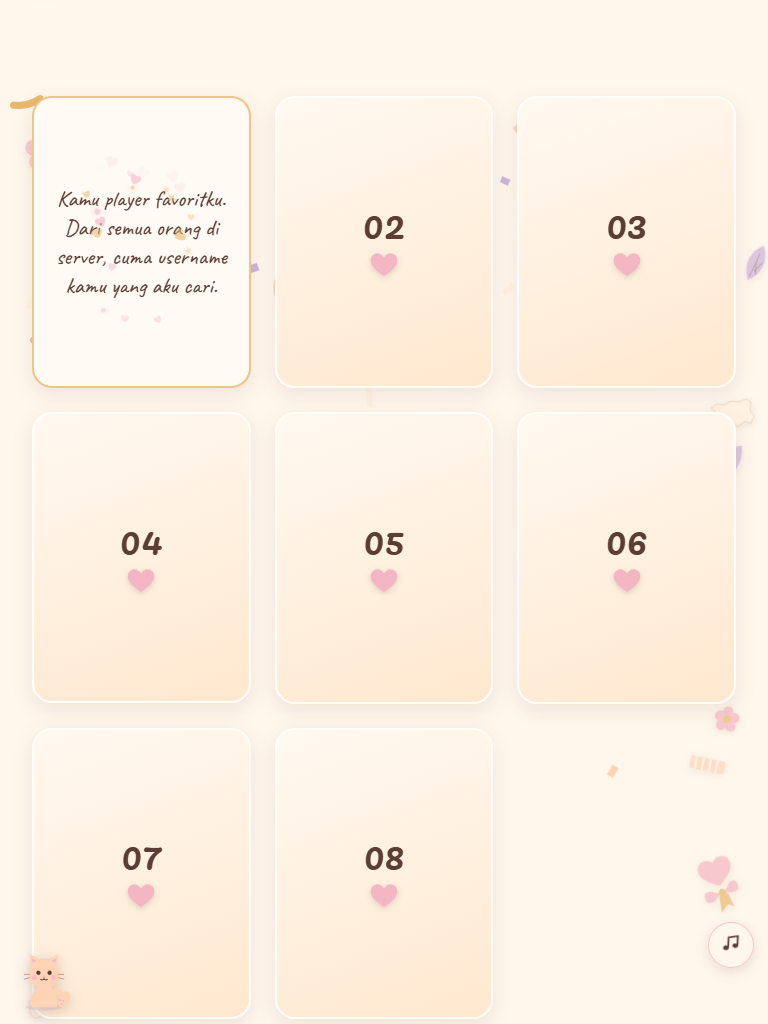 Kamu player favoritku.
Dari semua orang di
server, cuma username
kamu yang aku cari.
02
03
04
05
06
07
08